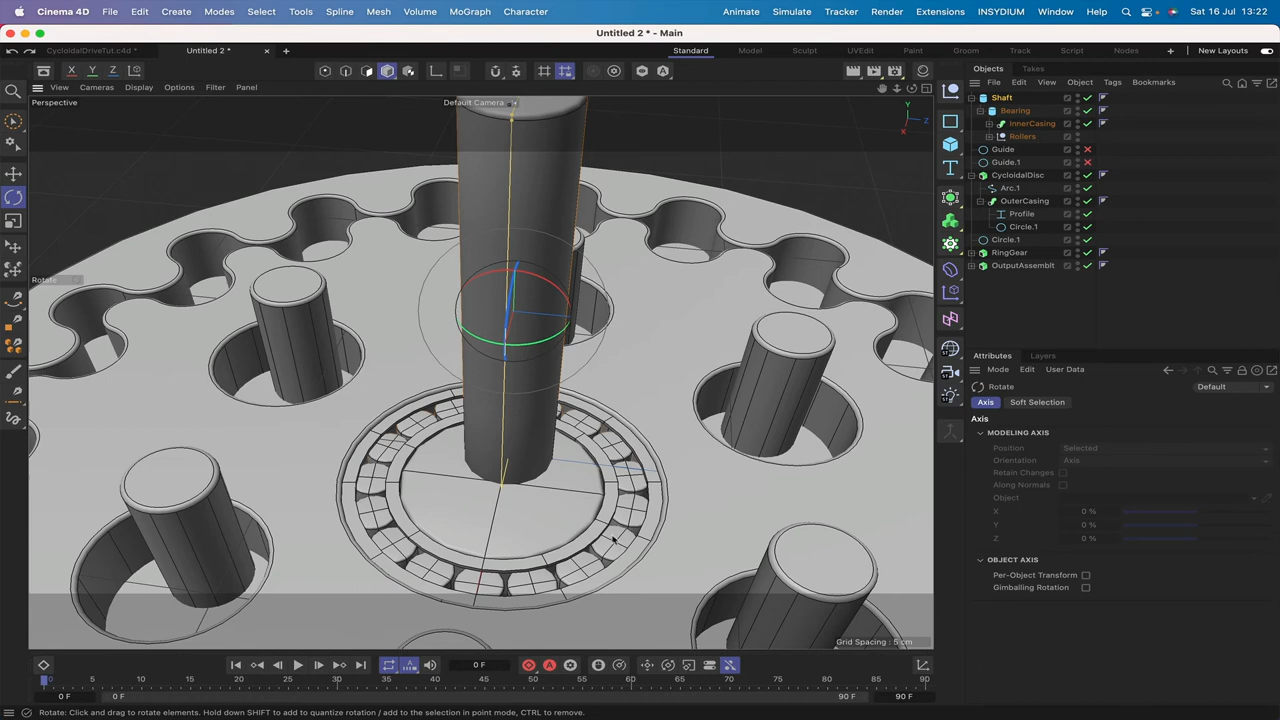 Cinema 4D File Edit Create Modes Select Tools Spline Mesh Volume MoGraph Character Animate Simulate Tracker Render Extensions INSYDIUM Window Help Sat 16 Jul 13:22
Untitled 2 * - Main
CycloidalDriveTut.c4d * Untitled 2 * Standard Model Sculpt UVEdit Paint Groom Track Script Nodes New Layouts
Objects Takes
X Y Z
File Edit View Object Tags Bookmarks
View Cameras Display Options Filter Panel
Perspective Default Camera
Y
Z
X
Shaft
Bearing
InnerCasing
Rollers
Guide
Guide.1
CycloidalDisc
Arc.1
OuterCasing
Profile
Circle.1
Circle.1
RingGear
OutputAssembt
Rotate
Attributes Layers
Mode Edit User Data
Rotate Default
Axis Soft Selection
Axis
MODELING AXIS
Position Selected
Orientation Axis
Retain Changes
Along Normals
Object
X 0 %
Y 0 %
Z 0 %
OBJECT AXIS
Per-Object Transform
Gimballing Rotation
Grid Spacing : 5 cm
0 F
0 5 10 15 20 25 30 35 40 45 50 55 60 65 70 75 80 85 90
0 F 0 F 90 F 90 F
Rotate: Click and drag to rotate elements. Hold down SHIFT to add to quantize rotation / add to the selection in point mode, CTRL to remove.